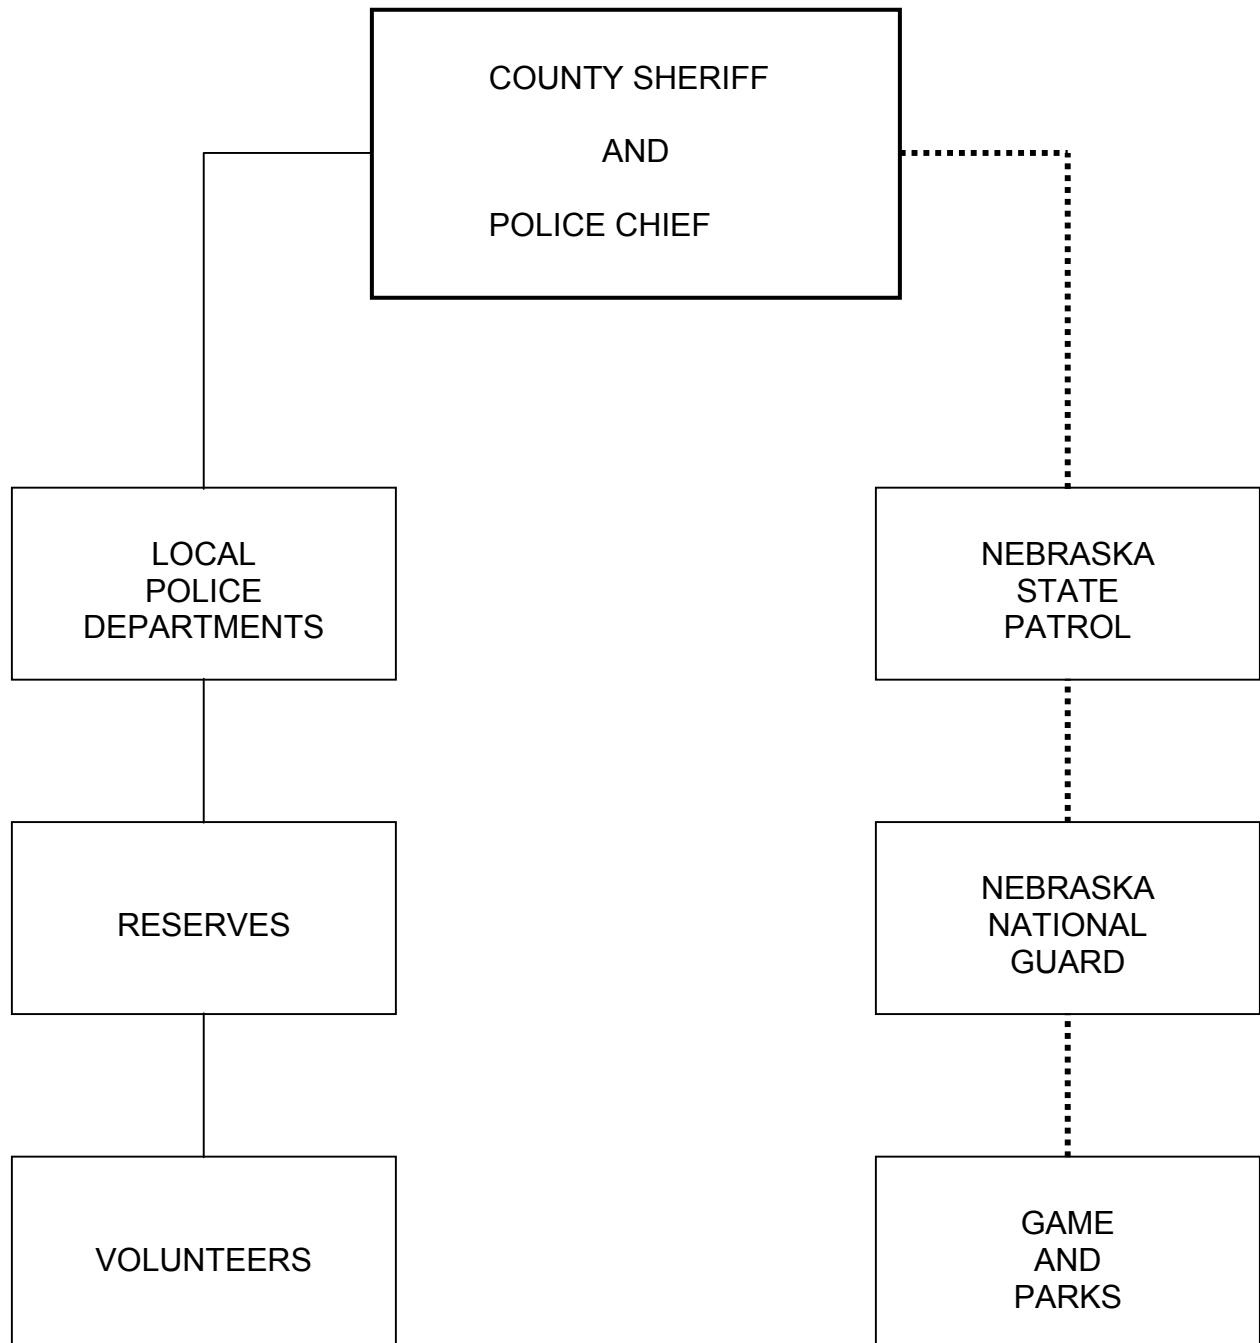 COUNTY SHERIFF
AND
POLICE CHIEF
LOCAL
POLICE
DEPARTMENTS
NEBRASKA
STATE
PATROL
RESERVES
NEBRASKA
NATIONAL
GUARD
VOLUNTEERS
GAME
AND
PARKS